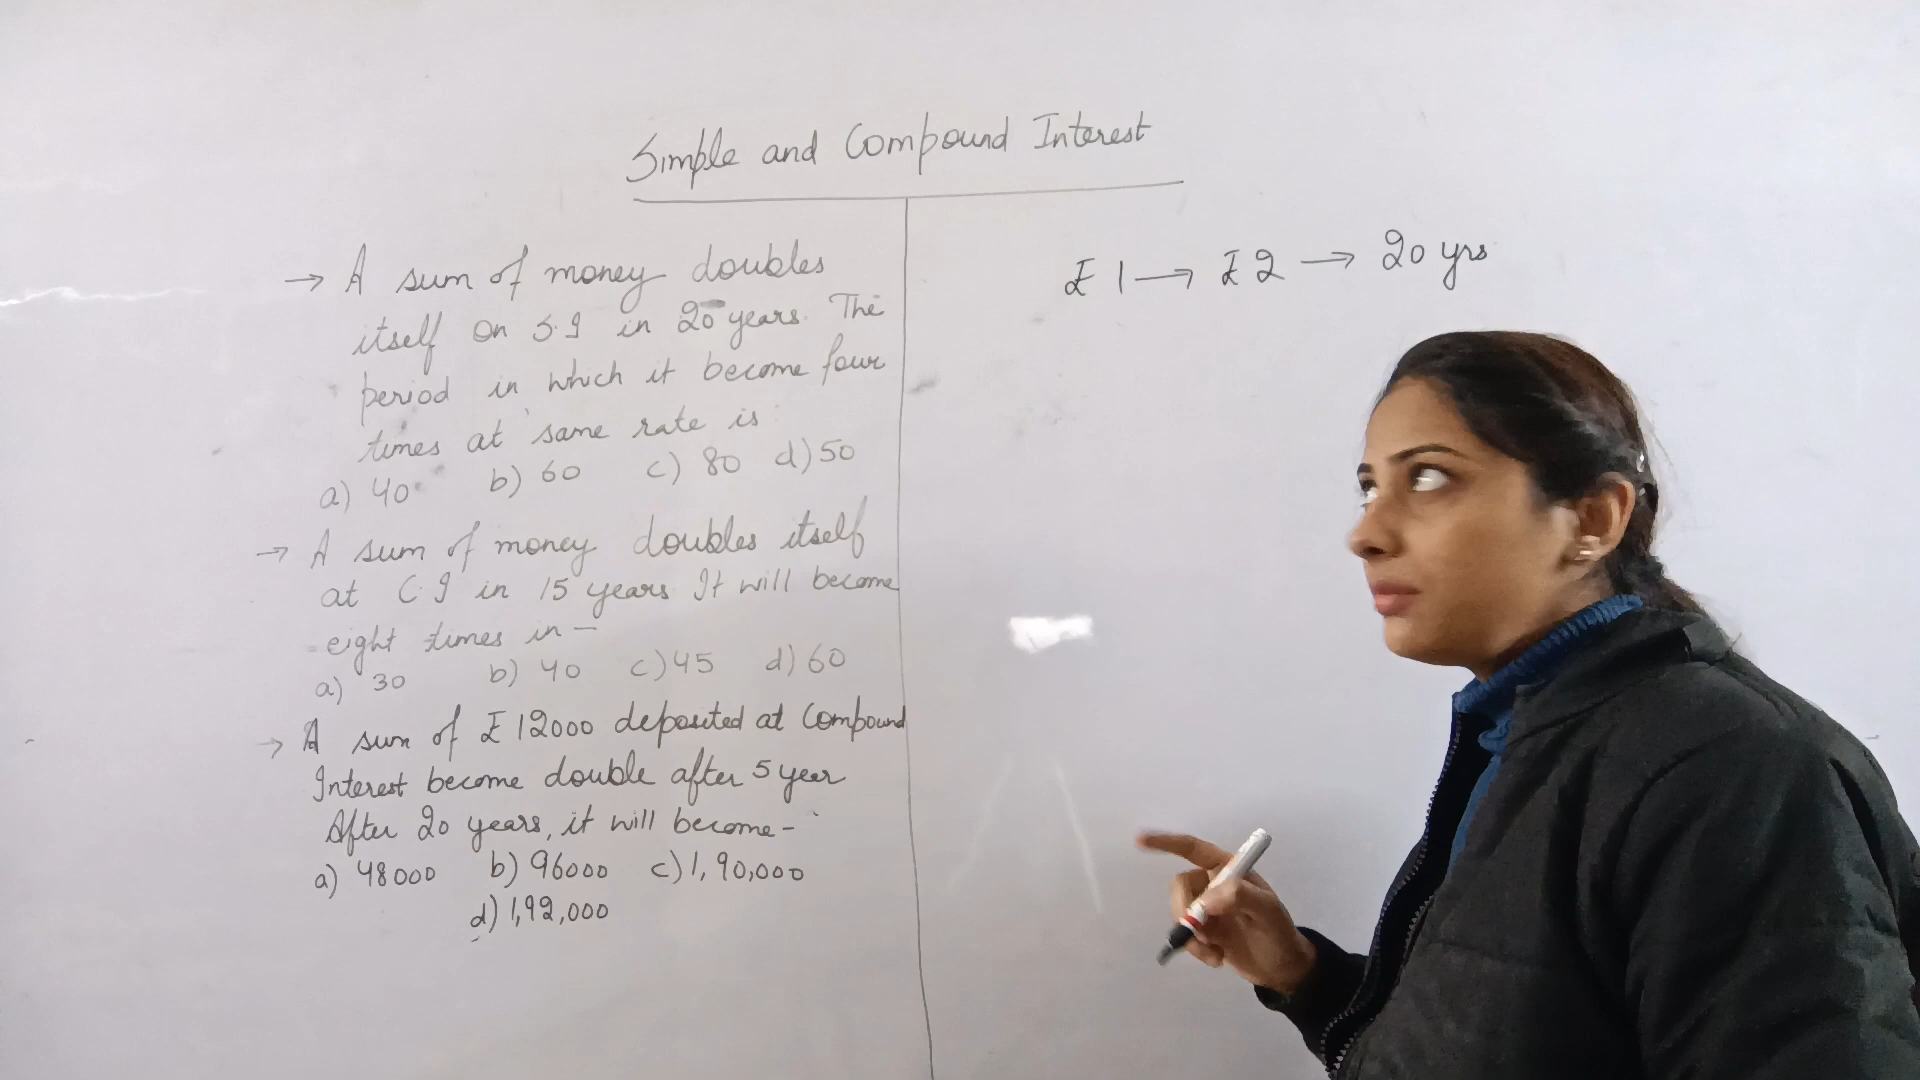 Simple and Compound Interest
→ A sum of money doubles
itself on S.I in 20 years. The
period in which it become four
times at same rate is
a) 40 b) 60 c) 80 d) 50
→ A sum of money doubles itself
at C.I in 15 years It will become
eight times in -
a) 30 b) 40 c) 45 d) 60
→ A sum of ₤ 12000 deposited at Compound
Interest become double after 5 year
After 20 years, it will become -
a) 48000 b) 96000 c) 1,90,000
d) 1,92,000
₤ 1 → ₤ 2 → 20 yrs